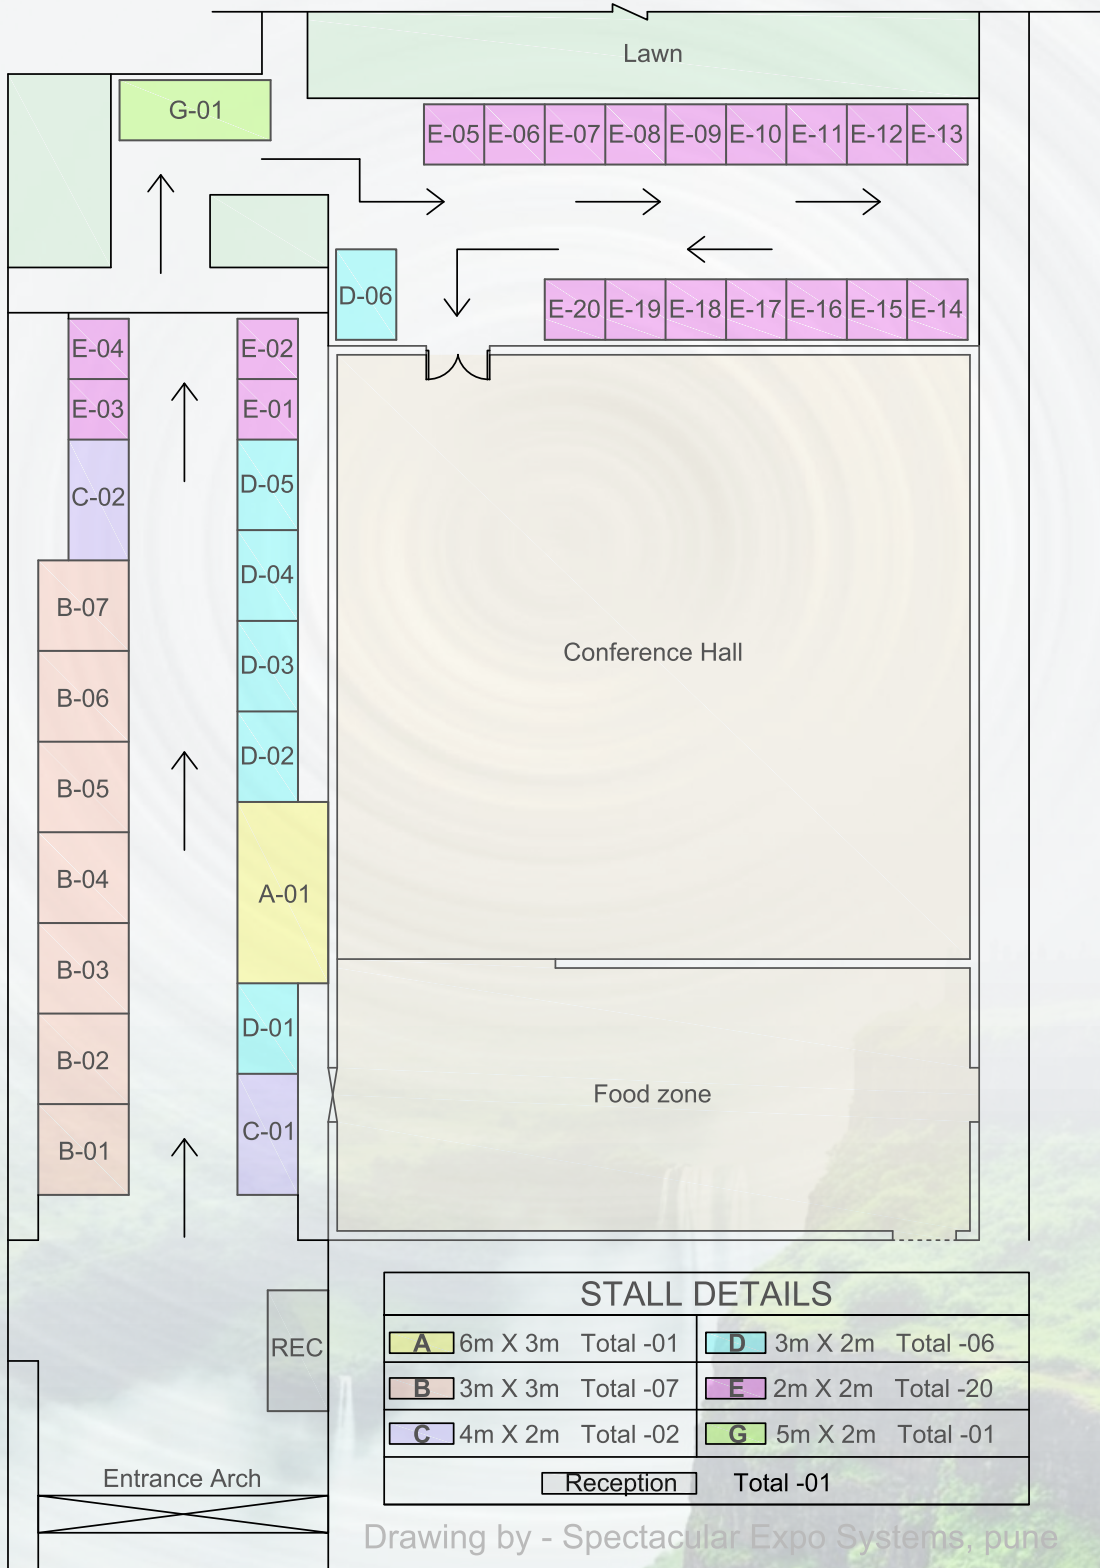 Lawn
G-01
E-05 E-06 E-07 E-08 E-09 E-10 E-11 E-12 E-13
D-06
E-20 E-19 E-18 E-17 E-16 E-15 E-14
E-04 E-02
E-03 E-01
D-05
C-02
D-04
B-07
Conference Hall
D-03
B-06
D-02
B-05
B-04
A-01
B-03
D-01
B-02
Food zone
C-01
B-01
STALL DETAILS
A 6m X 3m Total -01 D 3m X 2m Total -06
REC
B 3m X 3m Total -07 E 2m X 2m Total -20
C 4m X 2m Total -02 G 5m X 2m Total -01
Entrance Arch
Reception Total -01
Drawing by - Spectacular Expo Systems, pune